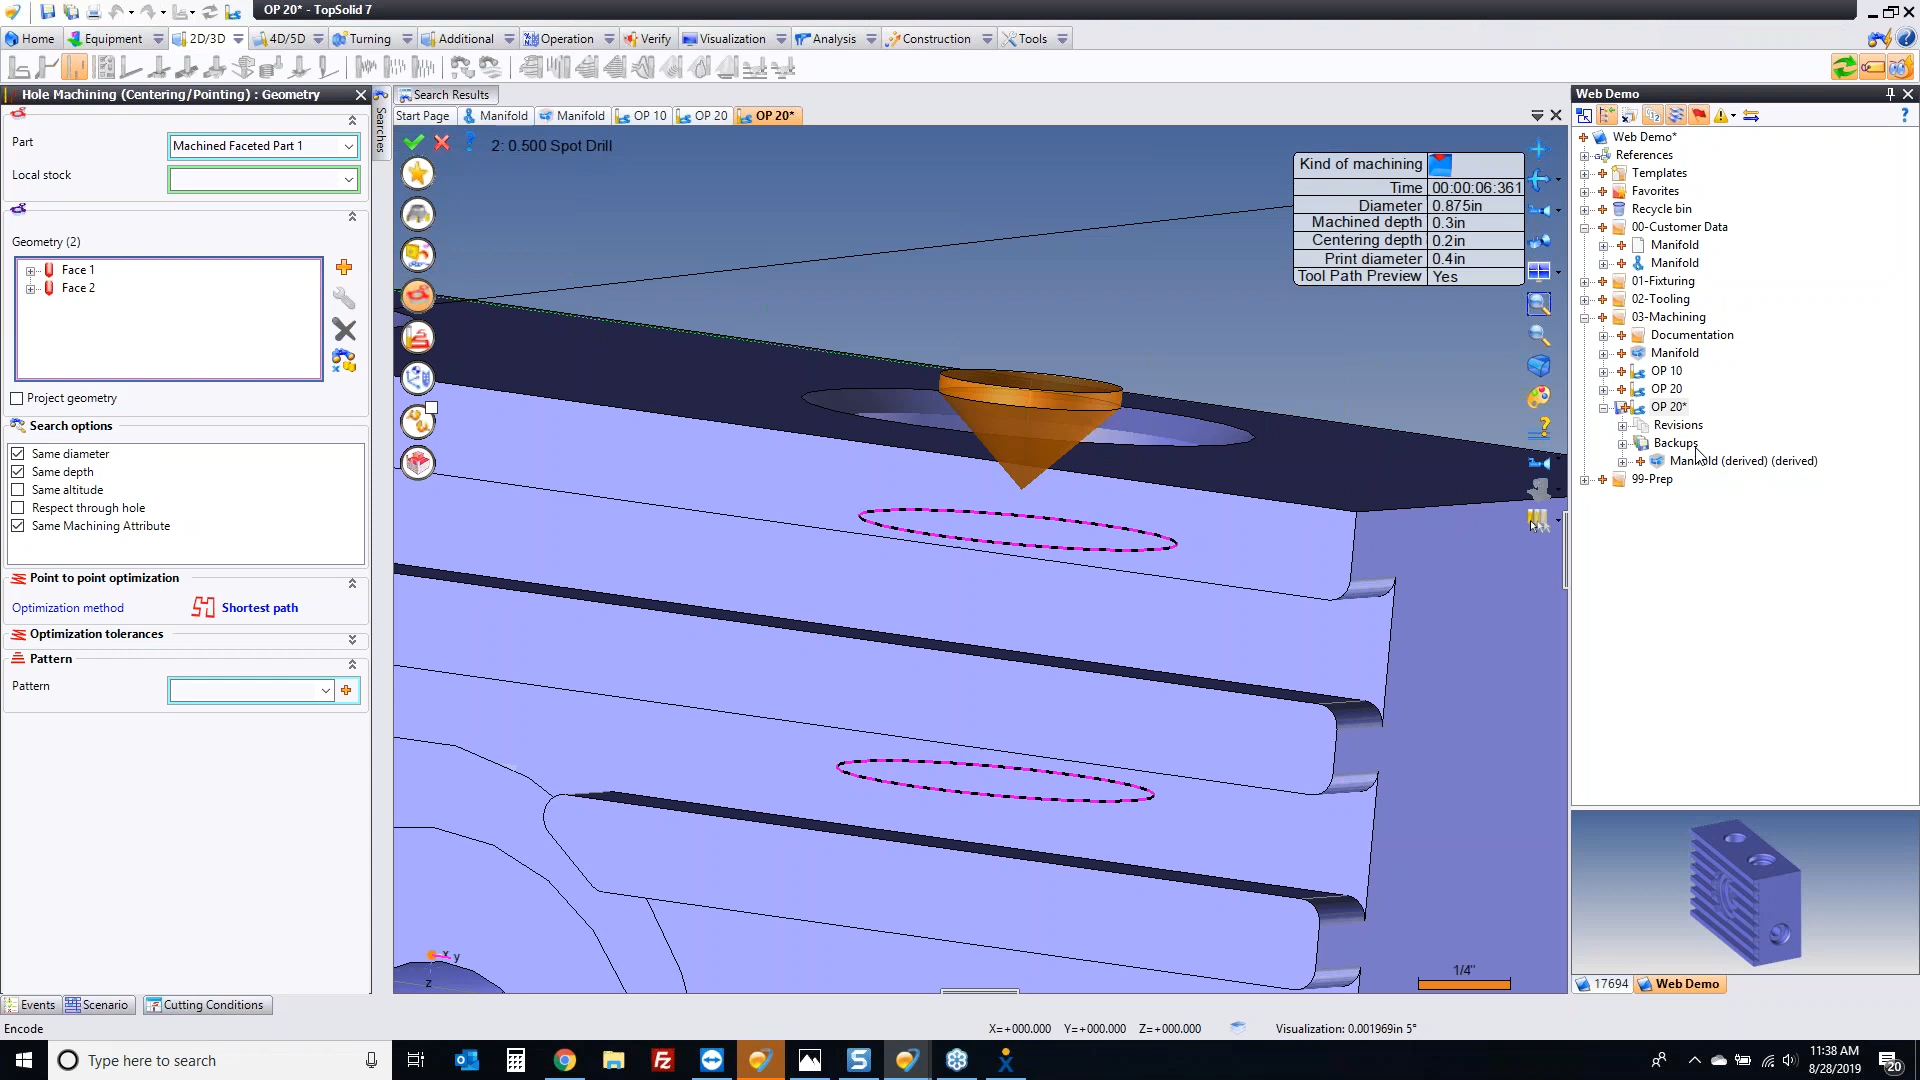 OP 20* - TopSolid 7
Home
Equipment
2D/3D
4D/5D
Turning
Additional
Operation
Verify
Visualization
Analysis
Construction
Tools
Hole Machining (Centering/Pointing) : Geometry
Part
Machined Faceted Part 1
Local stock
Geometry (2)
Face 1
Face 2
Project geometry
Search options
Same diameter
Same depth
Same altitude
Respect through hole
Same Machining Attribute
Point to point optimization
Optimization method
Shortest path
Optimization tolerances
Pattern
Pattern
Searches
Search Results
Start Page
Manifold
Manifold
OP 10
OP 20
OP 20*
2: 0.500 Spot Drill
Kind of machining
Time 00:00:06:361
Diameter 0.875in
Machined depth 0.3in
Centering depth 0.2in
Print diameter 0.4in
Tool Path Preview Yes
x y
z
1/4"
Web Demo
Web Demo*
References
Templates
Favorites
Recycle bin
00-Customer Data
Manifold
Manifold
01-Fixturing
02-Tooling
03-Machining
Documentation
Manifold
OP 10
OP 20
OP 20*
Revisions
Backups
Manifold (derived) (derived)
99-Prep
17694
Web Demo
Events
Scenario
Cutting Conditions
Encode
X=+000.000 Y=+000.000 Z=+000.000
Visualization: 0.001969in 5°
Type here to search
11:38 AM
8/28/2019
20